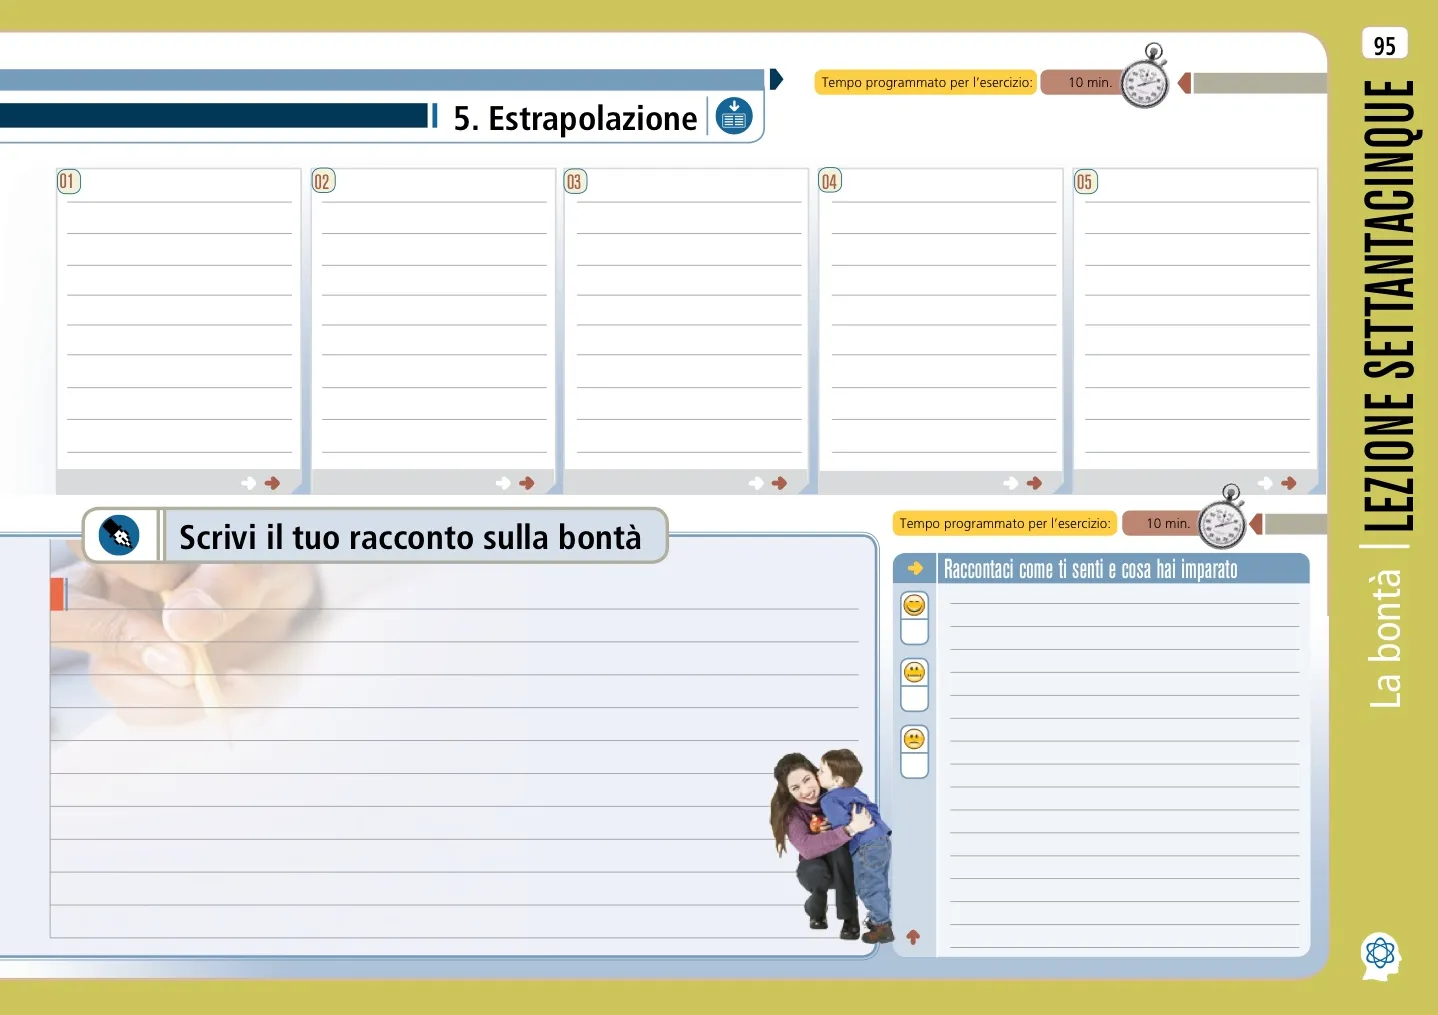 95
Tempo programmato per l'esercizio:
10 min.
5. Estrapolazione
01
02
03
04
05
Scrivi il tuo racconto sulla bontà
Tempo programmato per l'esercizio:
10 min.
Raccontaci come ti senti e cosa hai imparato
La bontà | LEZIONE SETTANTACINQUE